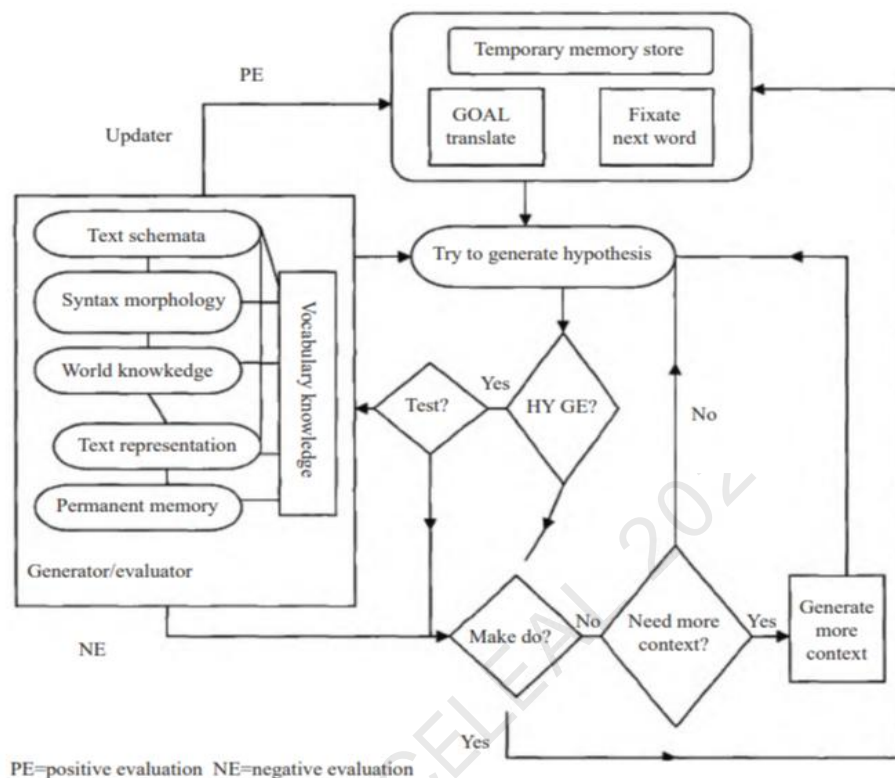 Temporary memory store
PE
GOAL
translate
Fixate
next word
Updater
Text schemata
Try to generate hypothesis
Syntax morphology
Vocabulary knowledge
World knowkedge
Yes
Test?
HY GE?
No
Text representation
Permanent memory
Generator/evaluator
Make do?
No
Need more
context?
Yes
Generate
more
context
NE
Yes
PE=positive evaluation NE=negative evaluation
CELEAL 202